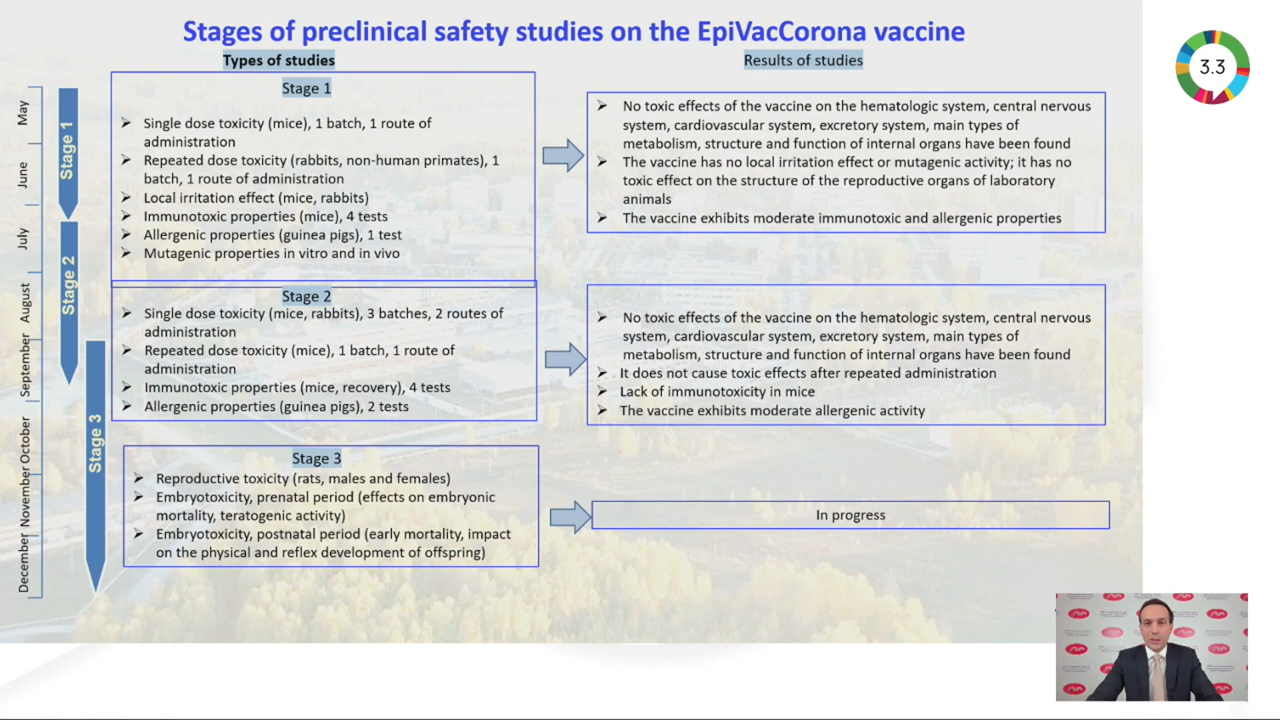 Stages of preclinical safety studies on the EpiVacCorona vaccine
3.3
Types of studies
Results of studies
May
June
July
August
September
October
November
December
Stage 1
Stage 2
Stage 3
Stage 1
Single dose toxicity (mice), 1 batch, 1 route of
administration
Repeated dose toxicity (rabbits, non-human primates), 1
batch, 1 route of administration
Local irritation effect (mice, rabbits)
Immunotoxic properties (mice), 4 tests
Allergenic properties (guinea pigs), 1 test
Mutagenic properties in vitro and in vivo
No toxic effects of the vaccine on the hematologic system, central nervous
system, cardiovascular system, excretory system, main types of
metabolism, structure and function of internal organs have been found
The vaccine has no local irritation effect or mutagenic activity; it has no
toxic effect on the structure of the reproductive organs of laboratory
animals
The vaccine exhibits moderate immunotoxic and allergenic properties
Stage 2
Single dose toxicity (mice, rabbits), 3 batches, 2 routes of
administration
Repeated dose toxicity (mice), 1 batch, 1 route of
administration
Immunotoxic properties (mice, recovery), 4 tests
Allergenic properties (guinea pigs), 2 tests
No toxic effects of the vaccine on the hematologic system, central nervous
system, cardiovascular system, excretory system, main types of
metabolism, structure and function of internal organs have been found
It does not cause toxic effects after repeated administration
Lack of immunotoxicity in mice
The vaccine exhibits moderate allergenic activity
Stage 3
Reproductive toxicity (rats, males and females)
Embryotoxicity, prenatal period (effects on embryonic
mortality, teratogenic activity)
Embryotoxicity, postnatal period (early mortality, impact
on the physical and reflex development of offspring)
In progress